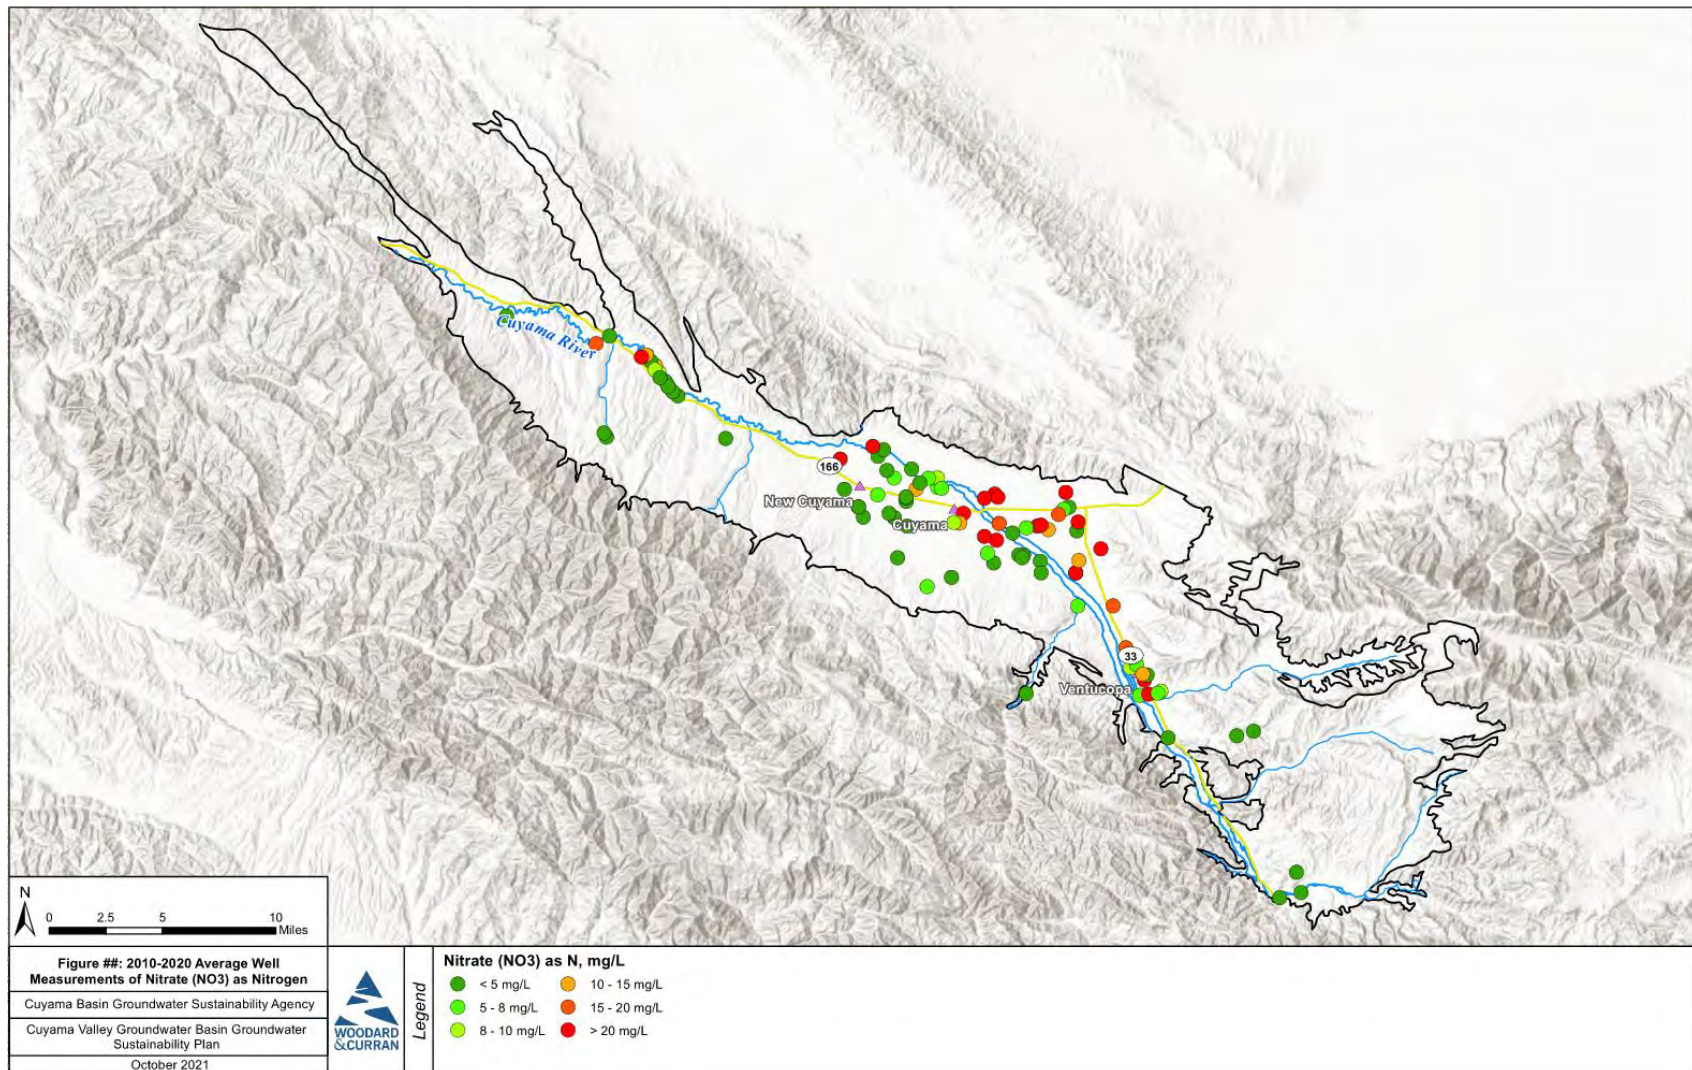 Cuyama River
166
New Cuyama
Cuyama
33
Ventucopa
N
0 2.5 5 10
Miles
Figure ##: 2010-2020 Average Well
Measurements of Nitrate (NO3) as Nitrogen
Cuyama Basin Groundwater Sustainability Agency
Cuyama Valley Groundwater Basin Groundwater
Sustainability Plan
October 2021
WOODARD
&CURRAN
Legend
Nitrate (NO3) as N, mg/L
< 5 mg/L
5 - 8 mg/L
8 - 10 mg/L
10 - 15 mg/L
15 - 20 mg/L
> 20 mg/L